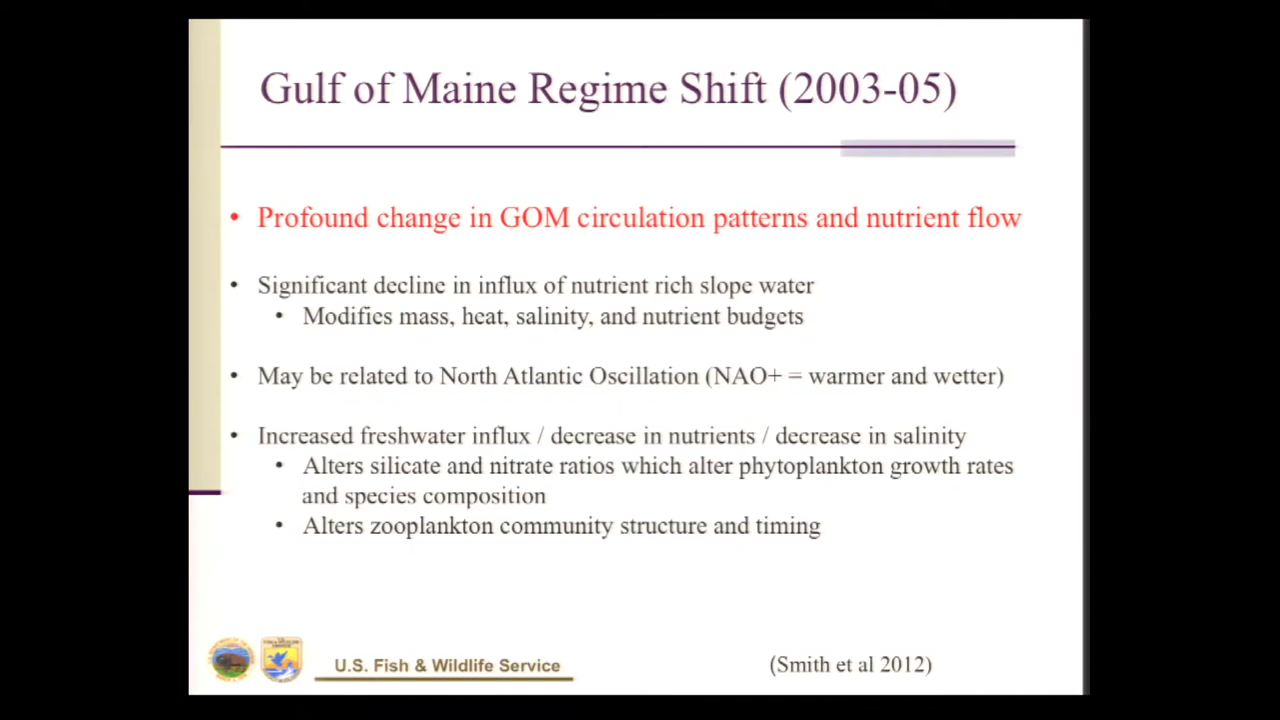 Gulf of Maine Regime Shift (2003-05)
• Profound change in GOM circulation patterns and nutrient flow
• Significant decline in influx of nutrient rich slope water
• Modifies mass, heat, salinity, and nutrient budgets
• May be related to North Atlantic Oscillation (NAO+ = warmer and wetter)
• Increased freshwater influx / decrease in nutrients / decrease in salinity
• Alters silicate and nitrate ratios which alter phytoplankton growth rates
and species composition
• Alters zooplankton community structure and timing
U.S. Fish & Wildlife Service
(Smith et al 2012)